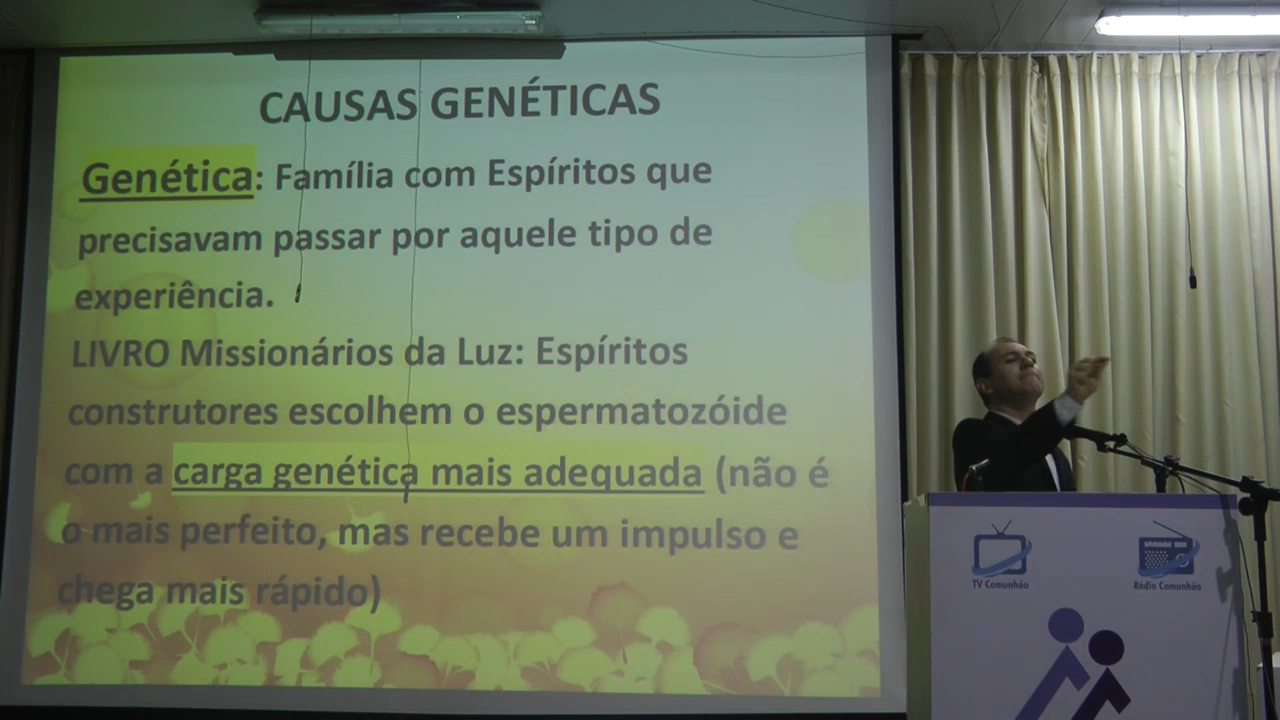 CAUSAS GENÉTICAS
Genética: Família com Espíritos que
precisavam passar por aquele tipo de
experiência.
LIVRO Missionários da Luz: Espíritos
construtores escolhem o espermatozóide
com a carga genética mais adequada (não é
o mais perfeito, mas recebe um impulso e
chega mais rápido)
TV Comunhão
Rádio Comunhão